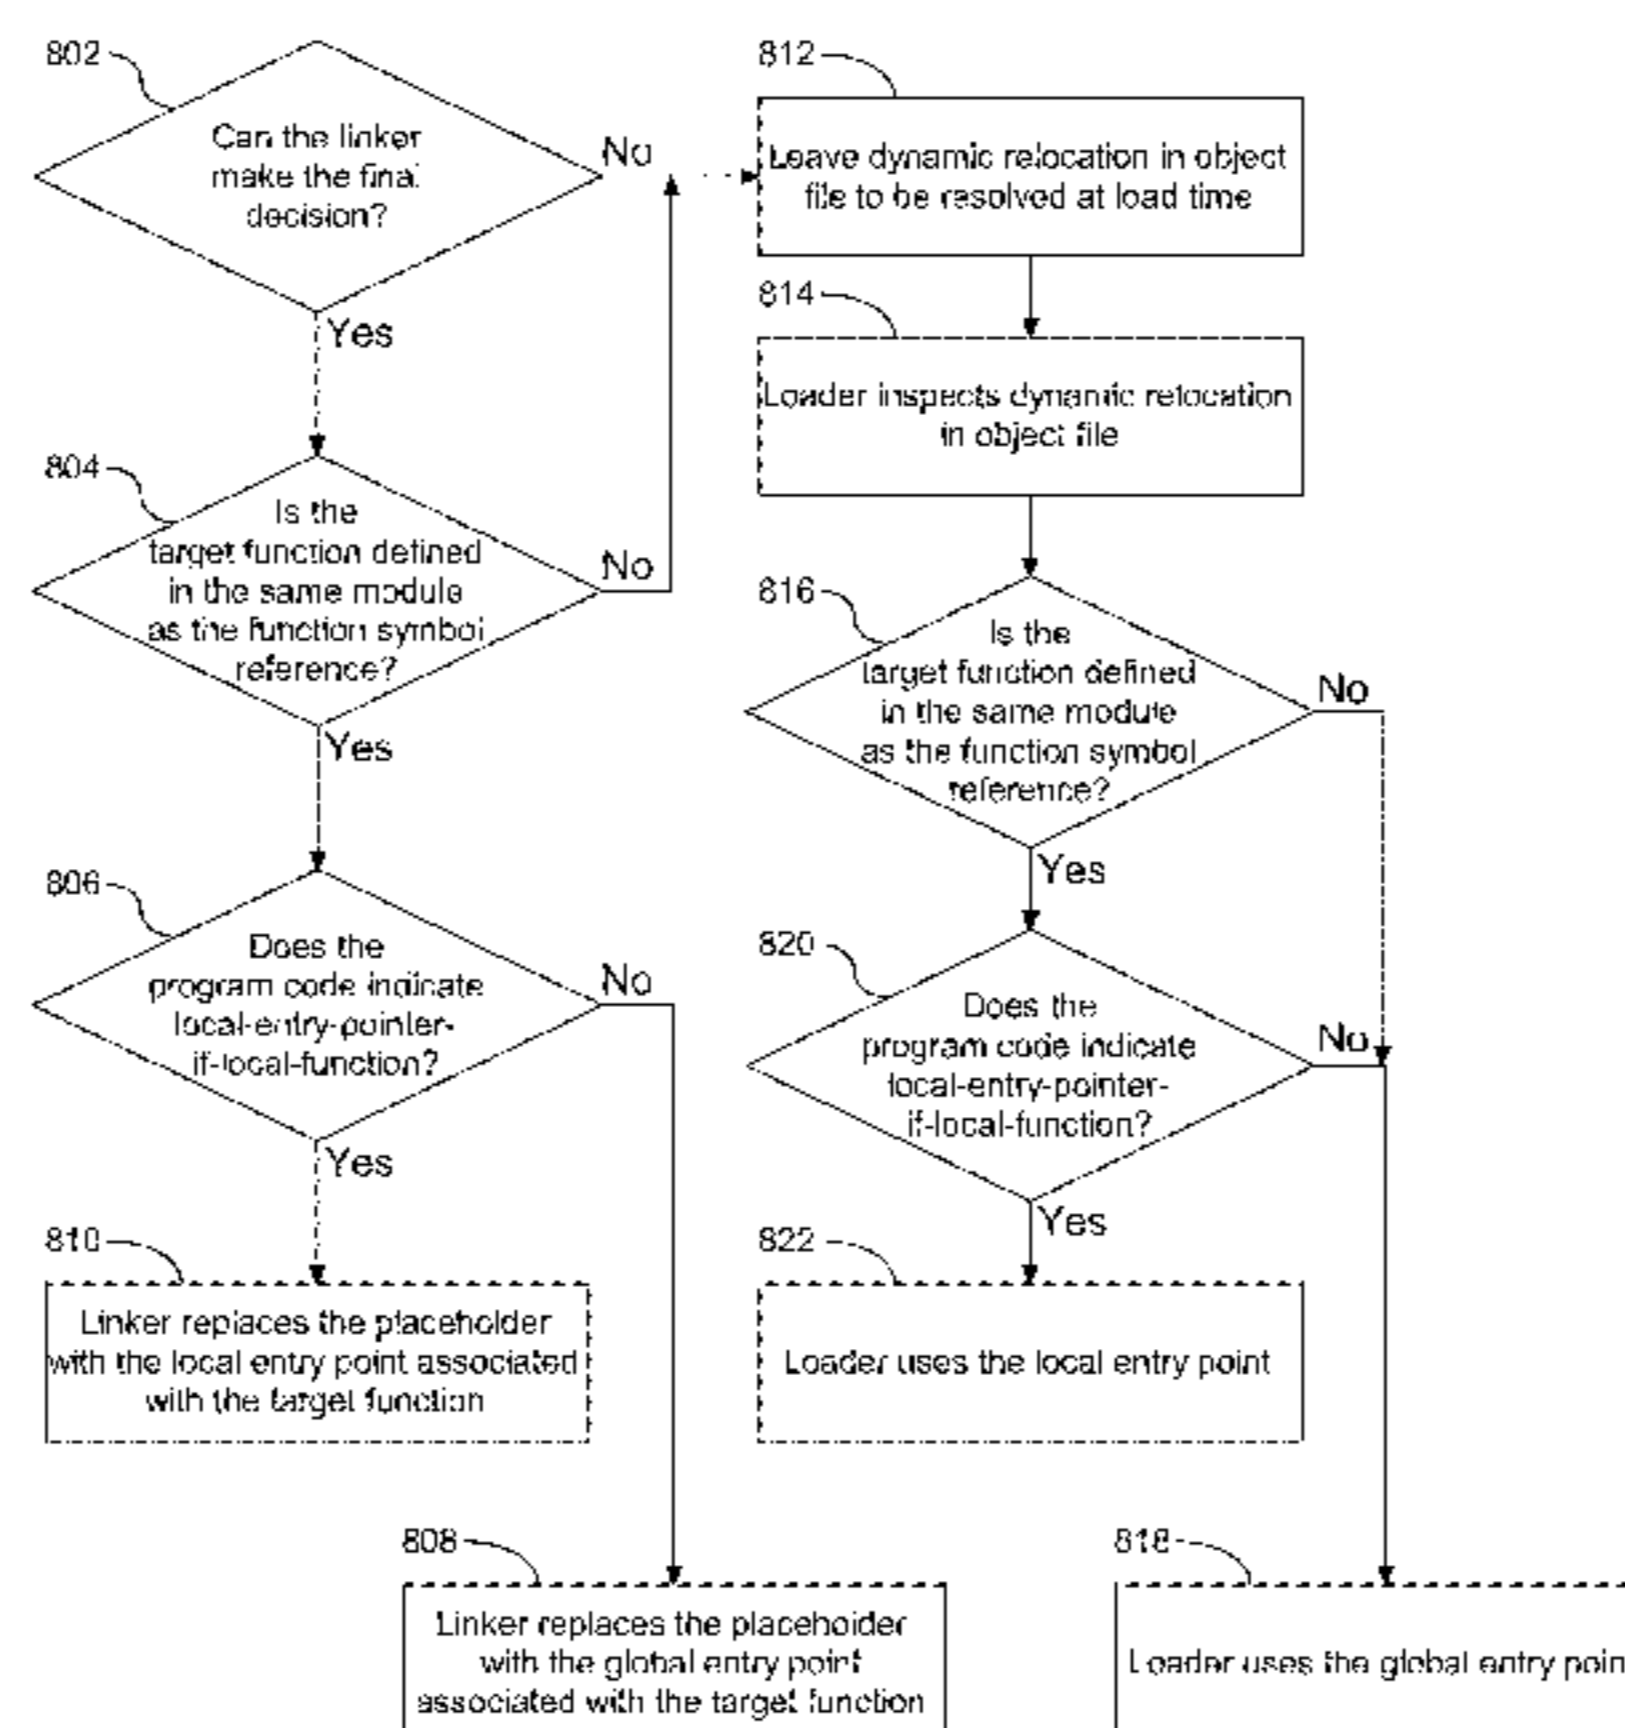 802
Can the linker
make the final
decision?
No
Yes
804
Is the
target function defined
in the same module
as the function symbol
reference?
No
Yes
806
Does the
program code indicate
local-entry-pointer-
if-local-function?
No
Yes
810
Linker replaces the placeholder
with the local entry point associated
with the target function
808
Linker replaces the placeholder
with the global entry point
associated with the target function
812
Leave dynamic relocation in object
file to be resolved at load time
814
Loader inspects dynamic relocation
in object file
816
Is the
target function defined
in the same module
as the function symbol
reference?
No
Yes
820
Does the
program code indicate
local-entry-pointer-
if-local-function?
No
Yes
822
Loader uses the local entry point
818
Loader uses the global entry poin